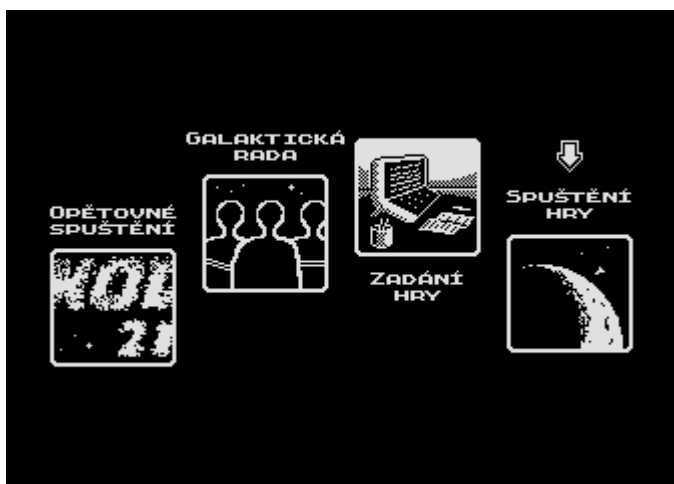 Opětovné
spuštění
Galaktická
rada
Zadání
hry
Spuštění
hry